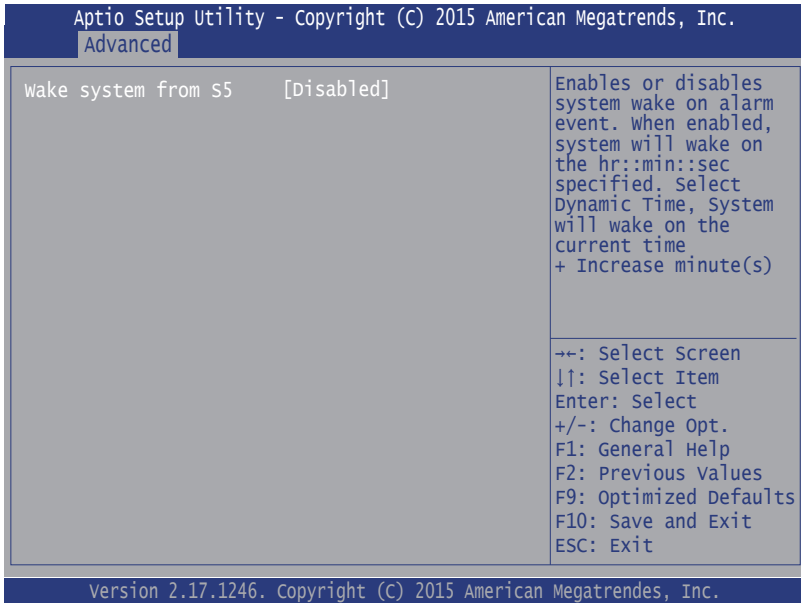 Aptio Setup Utility - Copyright (C) 2015 American Megatrends, Inc.
Advanced
Wake system from S5 [Disabled]
Enables or disables
system wake on alarm
event. When enabled,
system will wake on
the hr::min::sec
specified. Select
Dynamic Time, System
will wake on the
current time
+ Increase minute(s)
→←: Select Screen
↓↑: Select Item
Enter: Select
+/-: Change Opt.
F1: General Help
F2: Previous Values
F9: Optimized Defaults
F10: Save and Exit
ESC: Exit
Version 2.17.1246. Copyright (C) 2015 American Megatrendes, Inc.